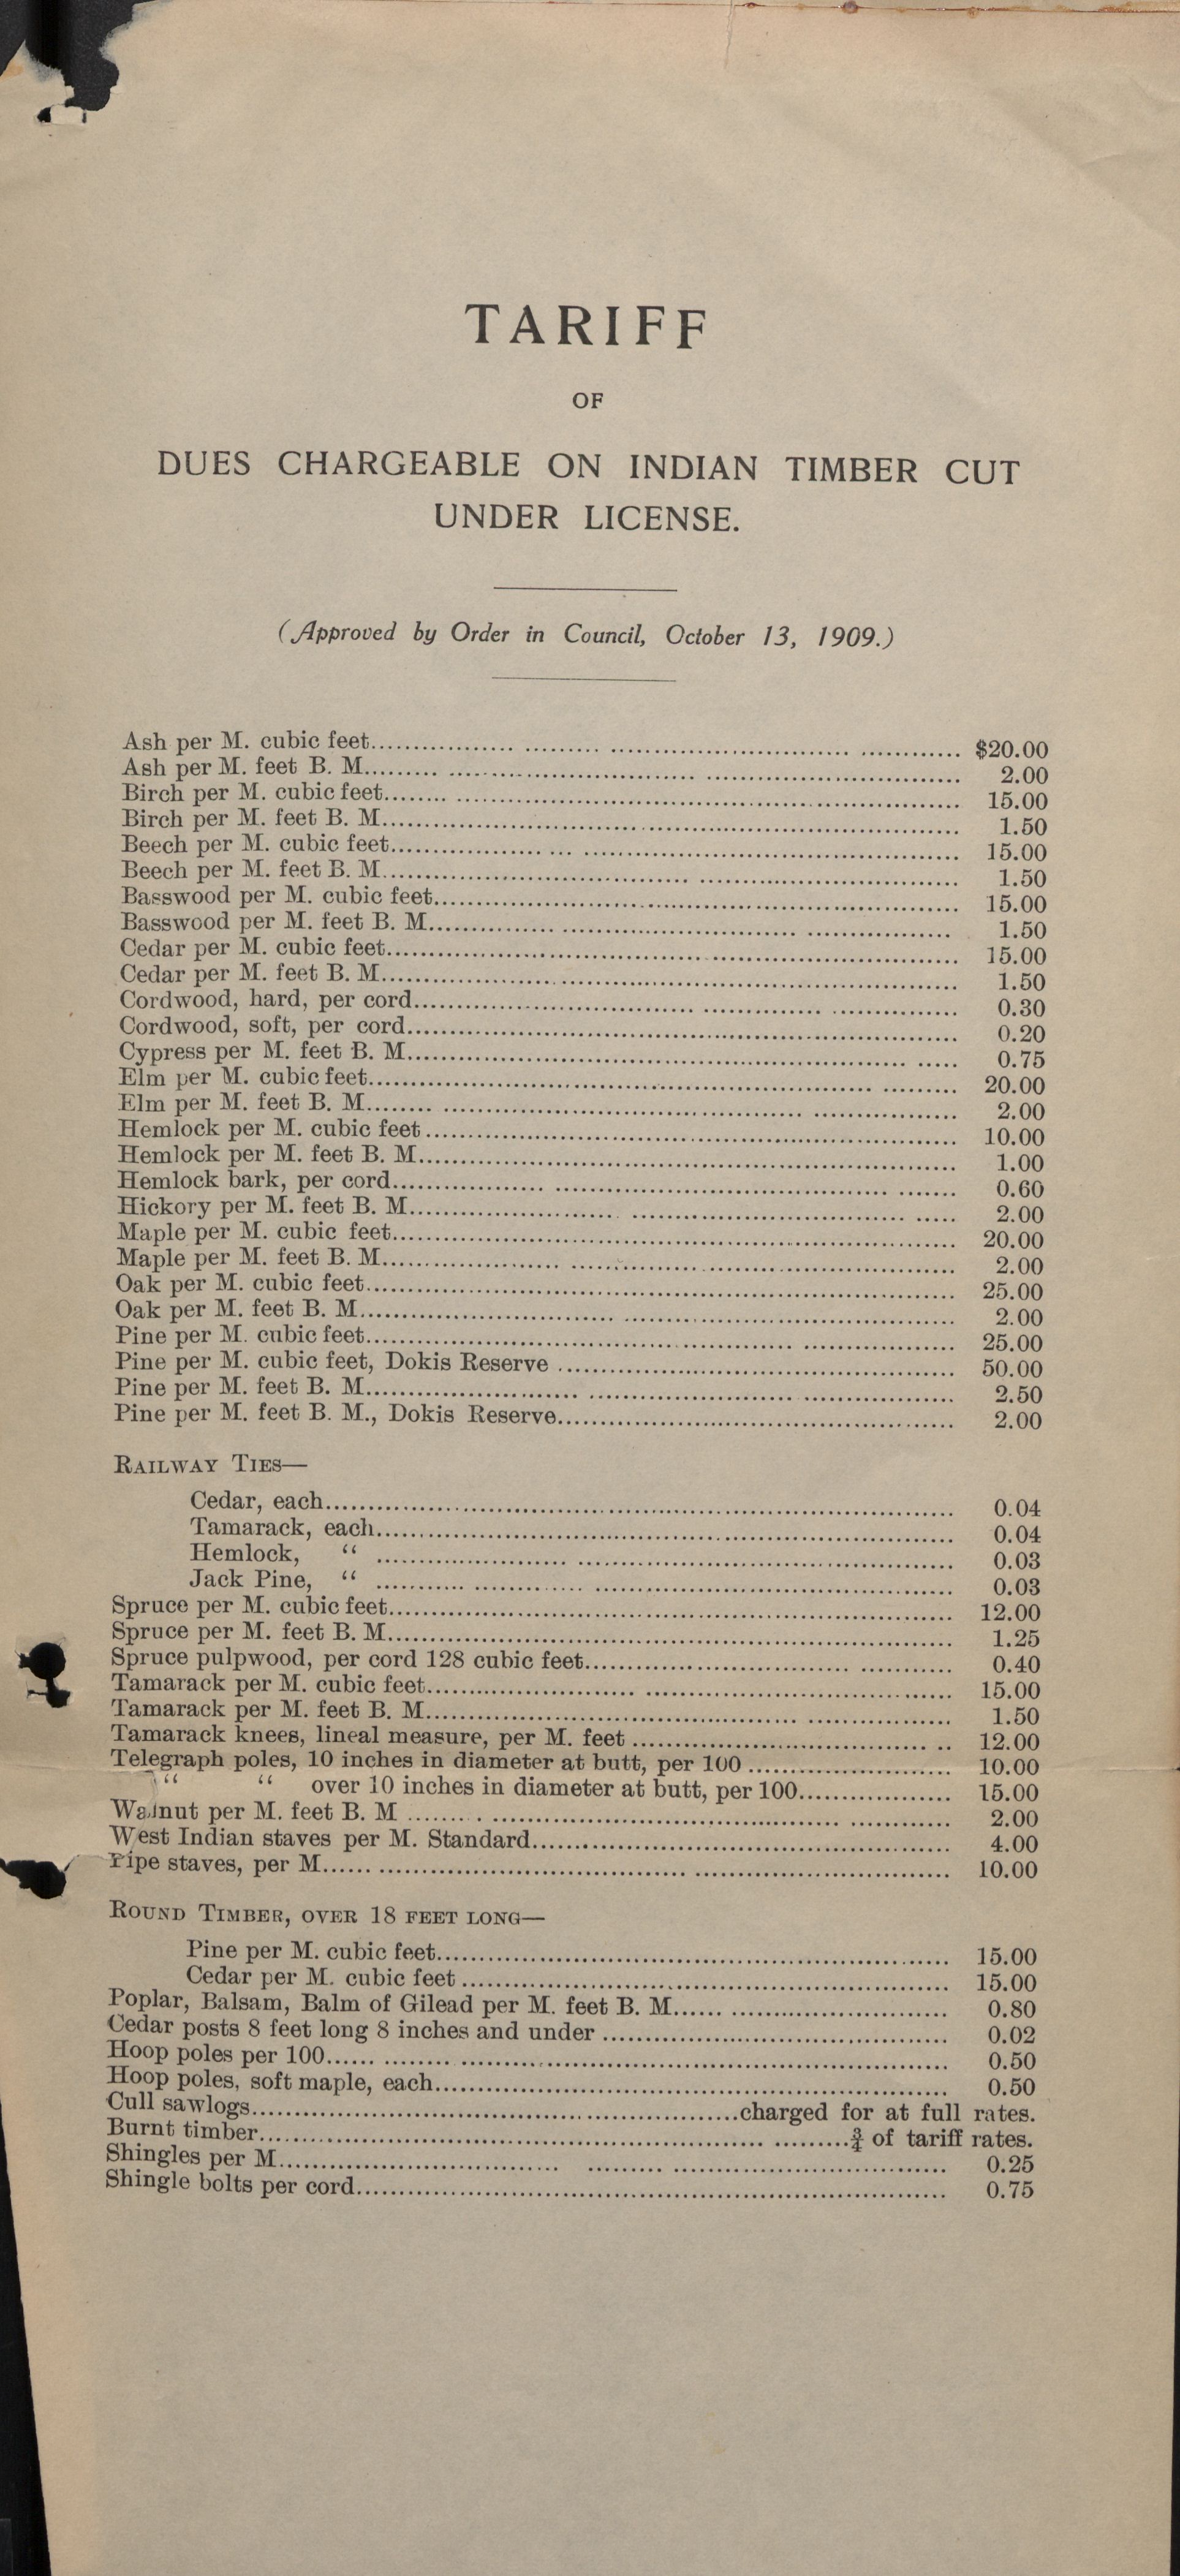 TARIFF
OF
DUES CHARGEABLE ON INDIAN TIMBER CUT
UNDER LICENSE.
(Approved by Order in Council, October 13, 1909.)
Ash per M. cubic feet.................. $20.00
Ash per M. feet B. M.................. 2.00
Birch per M. cubic feet.................. 15.00
Birch per M. feet B. M.................. 1.50
Beech per M. cubic feet.................. 15.00
Beech per M. feet B. M.................. 1.50
Basswood per M. cubic feet.................. 15.00
Basswood per M. feet B. M.................. 1.50
Cedar per M. cubic feet.................. 15.00
Cedar per M. feet B. M.................. 1.50
Cordwood, hard, per cord.................. 0.30
Cordwood, soft, per cord.................. 0.20
Cypress per M. feet B. M.................. 0.75
Elm per M. cubic feet.................. 20.00
Elm per M. feet B. M.................. 2.00
Hemlock per M. cubic feet.................. 10.00
Hemlock per M. feet B. M.................. 1.00
Hemlock bark, per cord.................. 0.60
Hickory per M. feet B. M.................. 2.00
Maple per M. cubic feet.................. 20.00
Maple per M. feet B. M.................. 2.00
Oak per M. cubic feet.................. 25.00
Oak per M. feet B. M.................. 2.00
Pine per M. cubic feet.................. 25.00
Pine per M. cubic feet, Dokis Reserve .................. 50.00
Pine per M. feet B. M.................. 2.50
Pine per M. feet B. M., Dokis Reserve.................. 2.00
RAILWAY TIES—
Cedar, each.................. 0.04
Tamarack, each.................. 0.04
Hemlock, “ .................. 0.03
Jack Pine, “ .................. 0.03
Spruce per M. cubic feet.................. 12.00
Spruce per M. feet B. M.................. 1.25
Spruce pulpwood, per cord 128 cubic feet.................. 0.40
Tamarack per M. cubic feet.................. 15.00
Tamarack per M. feet B. M.................. 1.50
Tamarack knees, lineal measure, per M. feet .................. 12.00
Telegraph poles, 10 inches in diameter at butt, per 100 .................. 10.00
“ “ over 10 inches in diameter at butt, per 100.................. 15.00
Walnut per M. feet B. M .................. 2.00
West Indian staves per M. Standard.................. 4.00
Pipe staves, per M.................. 10.00
ROUND TIMBER, OVER 18 FEET LONG—
Pine per M. cubic feet.................. 15.00
Cedar per M. cubic feet .................. 15.00
Poplar, Balsam, Balm of Gilead per M. feet B. M.................. 0.80
Cedar posts 8 feet long 8 inches and under .................. 0.02
Hoop poles per 100.................. 0.50
Hoop poles, soft maple, each.................. 0.50
Cull sawlogs..................charged for at full rates.
Burnt timber..................¾ of tariff rates.
Shingles per M.................. 0.25
Shingle bolts per cord.................. 0.75